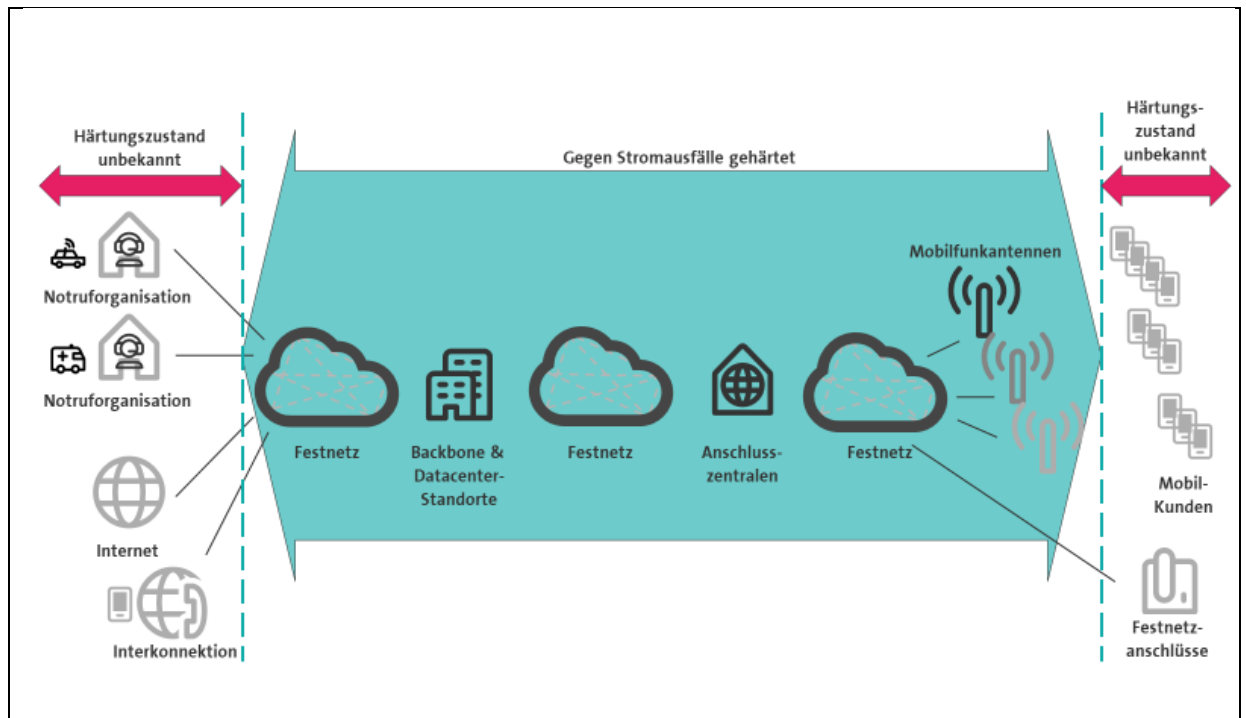 Härtungszustand
unbekannt
Gegen Stromausfälle gehärtet
Härtungs-
zustand
unbekannt
Notruforganisation
Notruforganisation
Internet
Interkonnektion
Festnetz
Backbone &
Datacenter-
Standorte
Festnetz
Anschluss-
zentralen
Festnetz
Mobilfunkantennen
Mobil-
Kunden
Festnetz-
anschlüsse